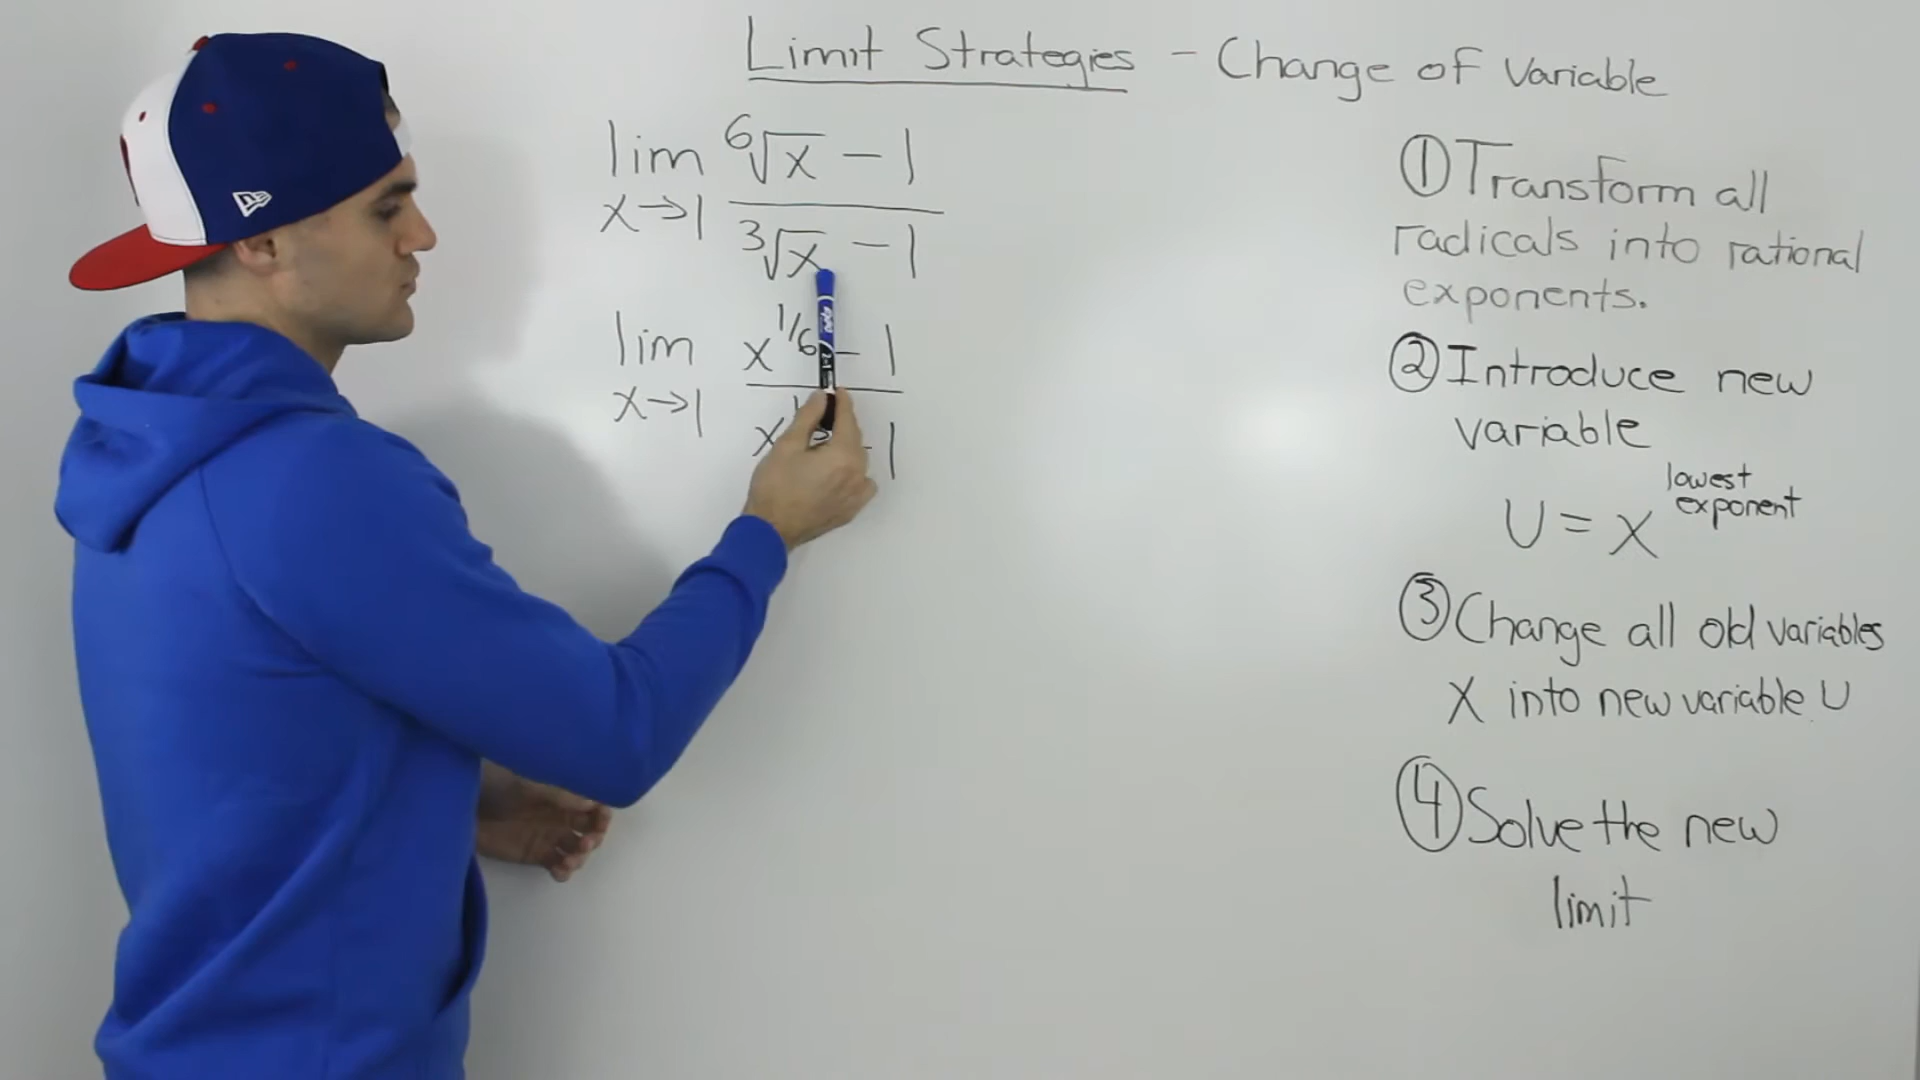 Limit Strategies - Change of Variable
lim ⁶√x - 1
x→1 ³√x - 1
lim x^1/6 - 1
x→1 x - 1
① Transform all
radicals into rational
exponents.
② Introduce new
variable
lowest
exponent
U = X
③ Change all old variables
X into new variable U
④ Solve the new
limit